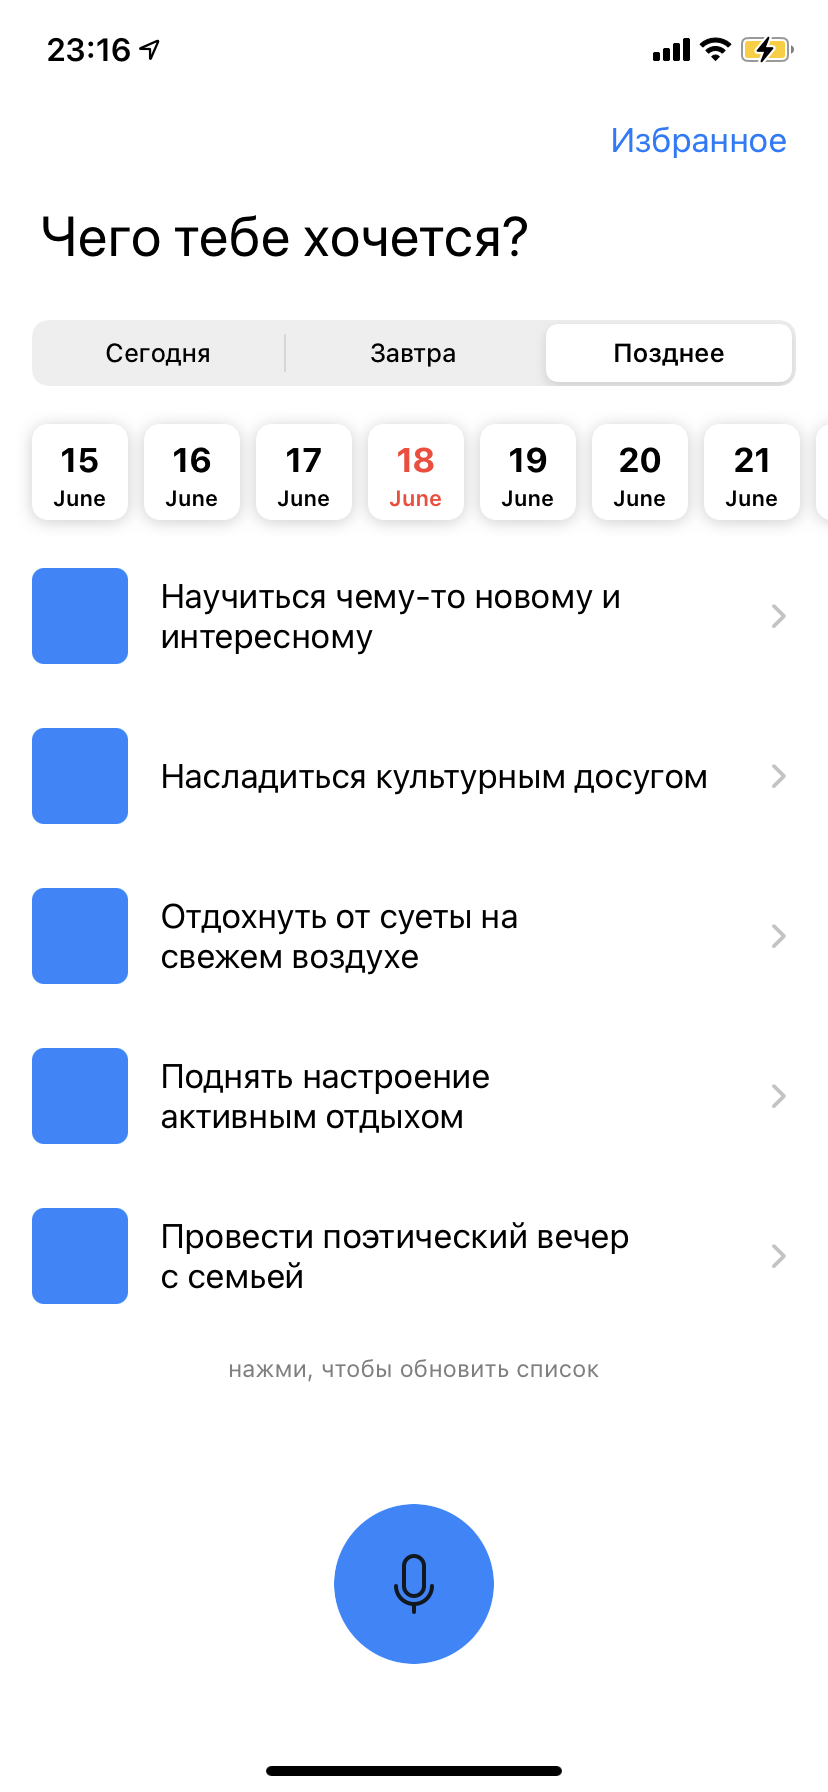 23:16
Избранное
Чего тебе хочется?
Сегодня Завтра Позднее
15 16 17 18 19 20 21
June June June June June June June
Научиться чему-то новому и
интересному
Насладиться культурным досугом
Отдохнуть от суеты на
свежем воздухе
Поднять настроение
активным отдыхом
Провести поэтический вечер
с семьей
нажми, чтобы обновить список